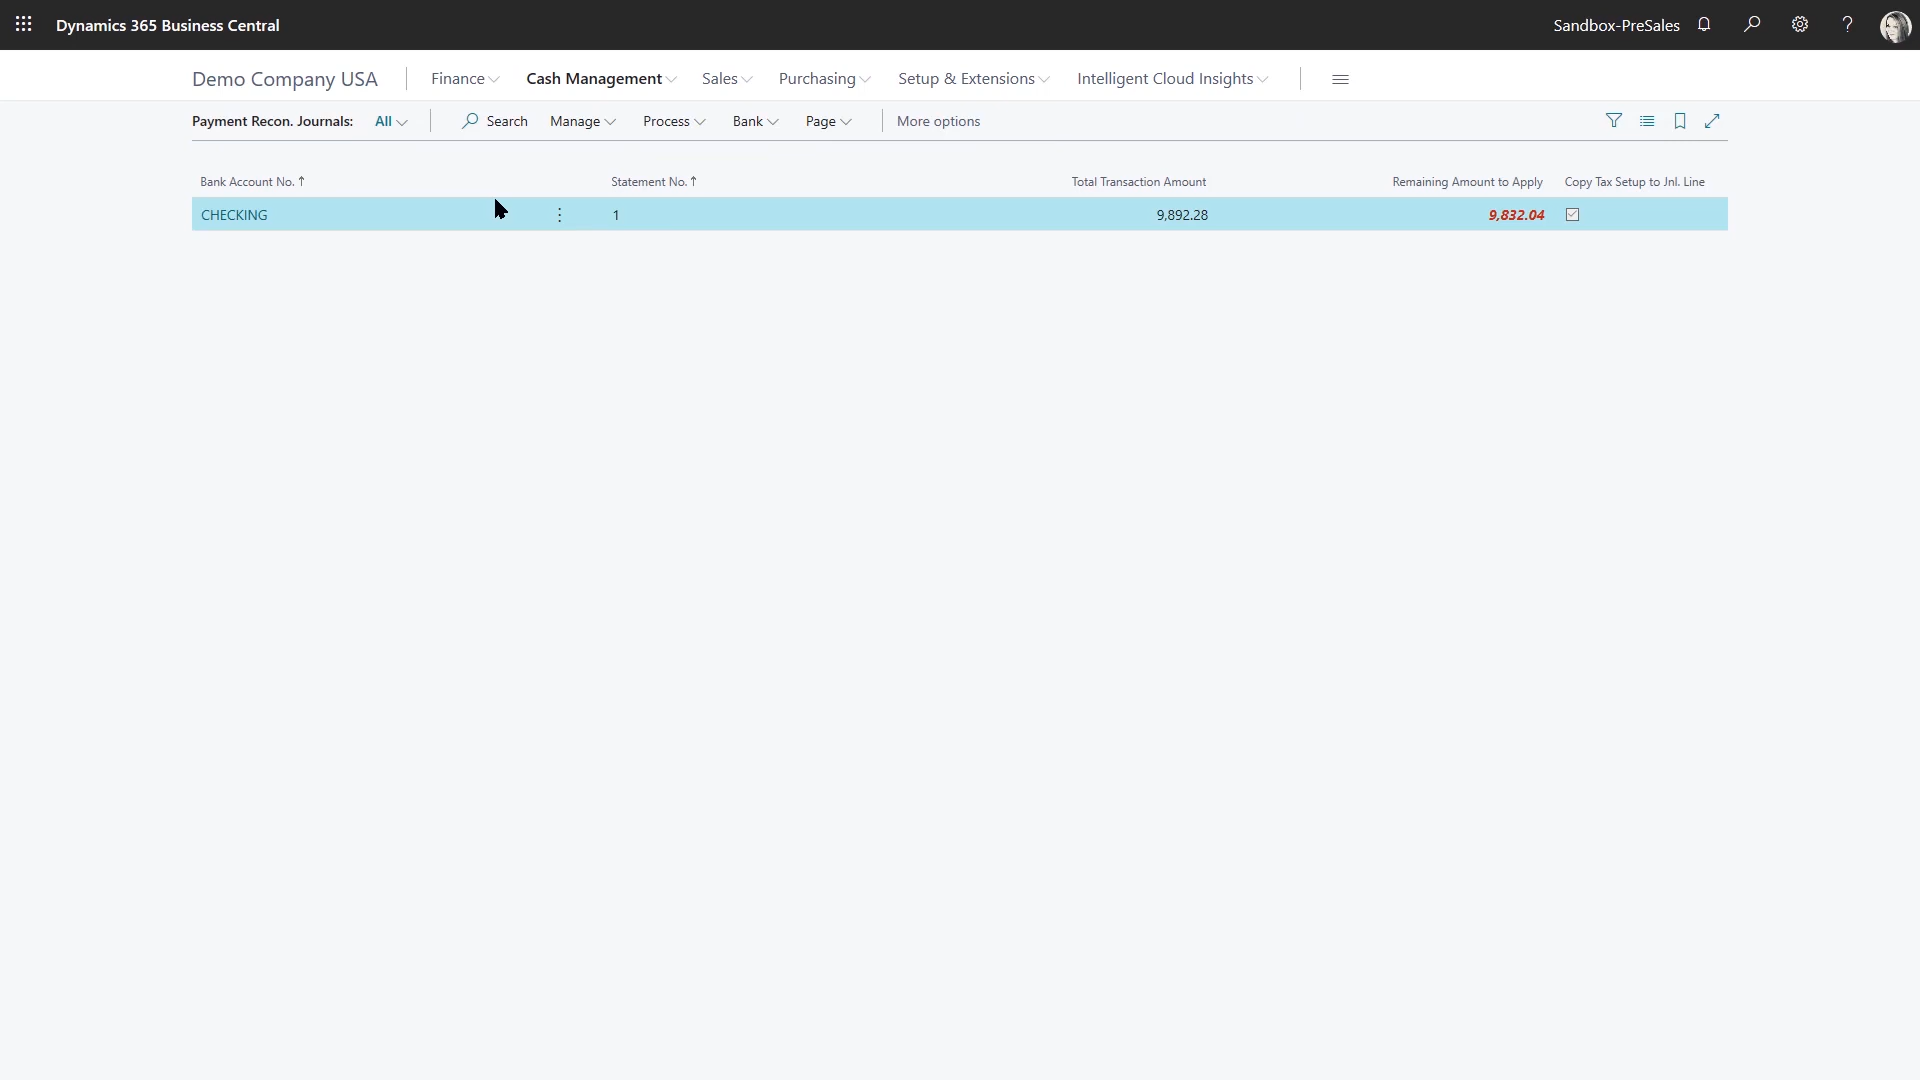 Dynamics 365 Business Central Sandbox-PreSales ?
Demo Company USA Finance Cash Management Sales Purchasing Setup & Extensions Intelligent Cloud Insights
Payment Recon. Journals: All Search Manage Process Bank Page More options
Bank Account No. ↑ Statement No. ↑ Total Transaction Amount Remaining Amount to Apply Copy Tax Setup to Jnl. Line
CHECKING 1 9,892.28 9,832.04